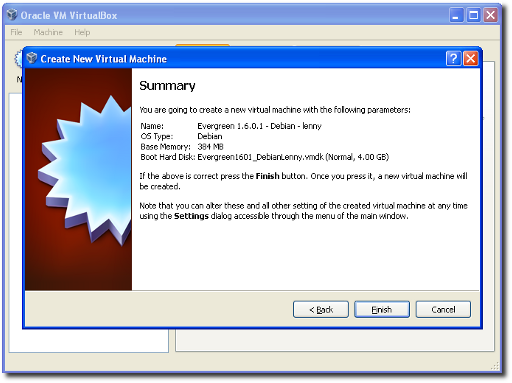 Oracle VM VirtualBox
File Machine Help
N
Create New Virtual Machine
Summary
You are going to create a new virtual machine with the following parameters:
Name: Evergreen 1.6.0.1 - Debian - lenny
OS Type: Debian
Base Memory: 384 MB
Boot Hard Disk: Evergreen1601_DebianLenny.vmdk (Normal, 4.00 GB)
If the above is correct press the Finish button. Once you press it, a new virtual machine will
be created.
Note that you can alter these and all other setting of the created virtual machine at any time
using the Settings dialog accessible through the menu of the main window.
< Back Finish Cancel